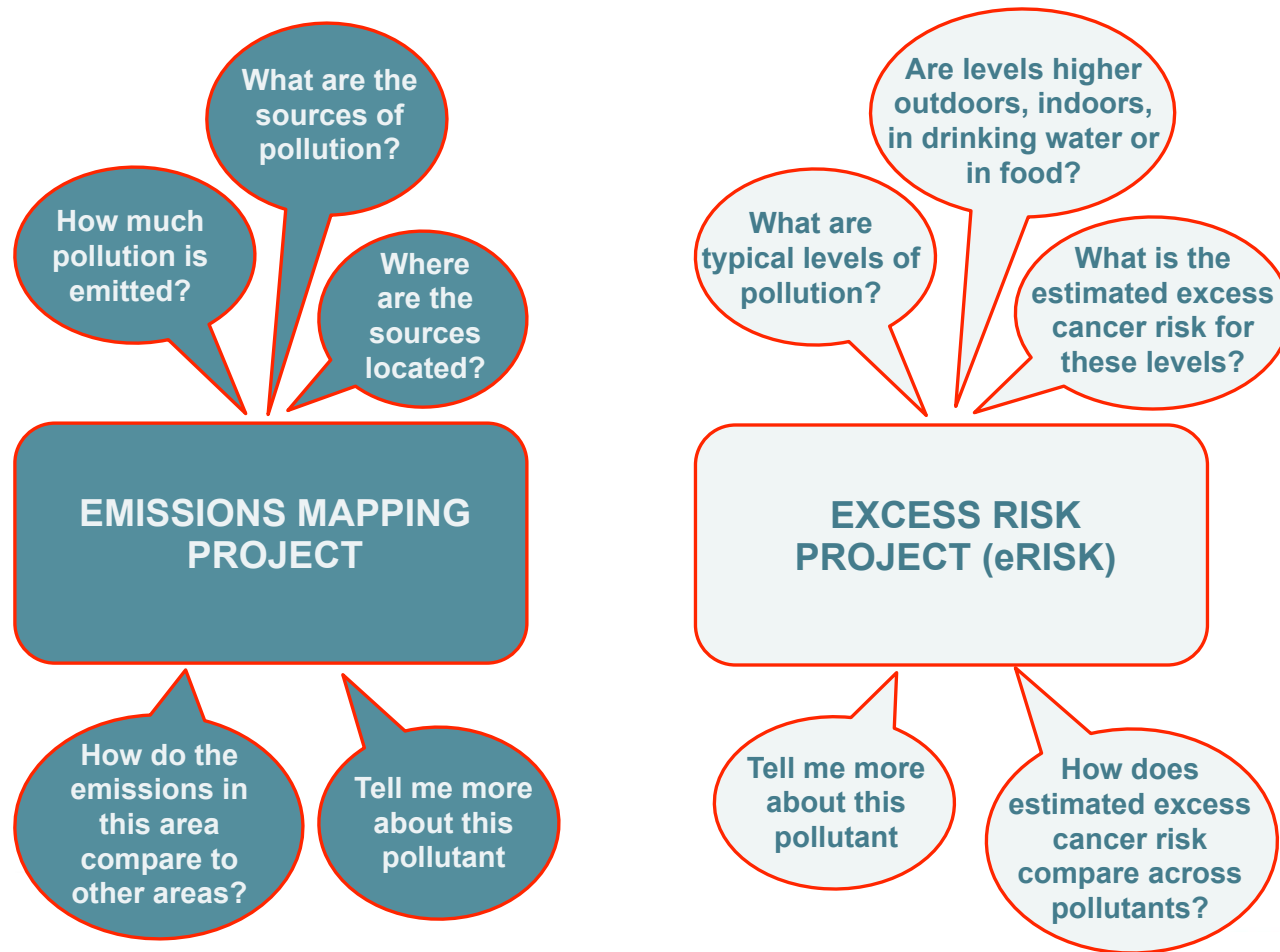 What are the
sources of
pollution?
How much
pollution is
emitted?
Where
are the
sources
located?
EMISSIONS MAPPING
PROJECT
How do the
emissions in
this area
compare to
other areas?
Tell me more
about this
pollutant
Are levels higher
outdoors, indoors,
in drinking water or
in food?
What are
typical levels of
pollution?
What is the
estimated excess
cancer risk for
these levels?
EXCESS RISK
PROJECT (eRISK)
Tell me more
about this
pollutant
How does
estimated excess
cancer risk
compare across
pollutants?